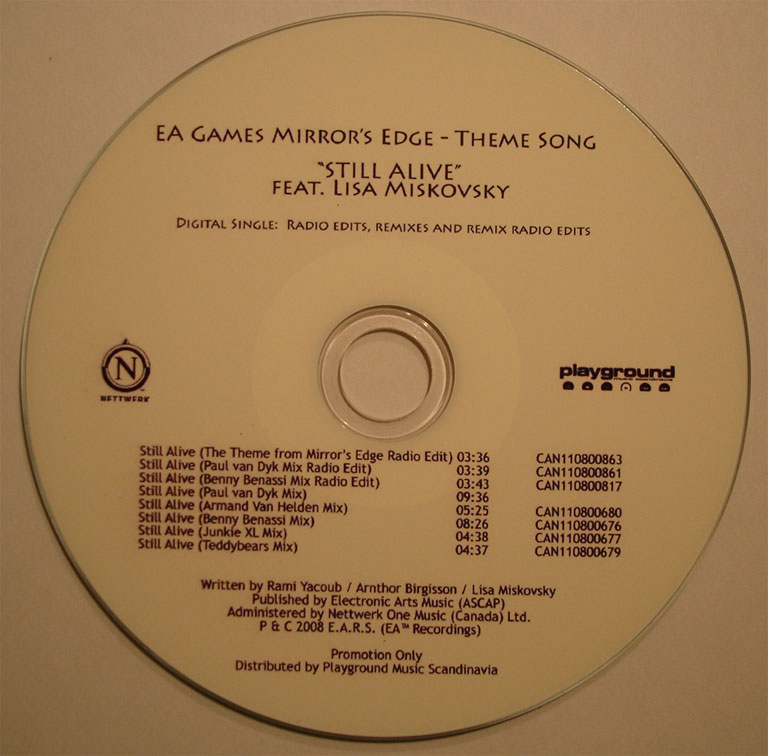 EA GAMES MIRROR'S EDGE - THEME SONG
"STILL ALIVE"
FEAT. LISA MISKOVSKY
DIGITAL SINGLE: RADIO EDITS, REMIXES AND REMIX RADIO EDITS
N
NETTWERK
playground
Still Alive (The Theme from Mirror's Edge Radio Edit) 03:36 CAN110800863
Still Alive (Paul van Dyk Mix Radio Edit) 03:39 CAN110800861
Still Alive (Benny Benassi Mix Radio Edit) 03:43 CAN110800817
Still Alive (Paul van Dyk Mix) 09:36
Still Alive (Armand Van Helden Mix) 05:25 CAN110800680
Still Alive (Benny Benassi Mix) 08:26 CAN110800676
Still Alive (Junkie XL Mix) 04:38 CAN110800677
Still Alive (Teddybears Mix) 04:37 CAN110800679
Written by Rami Yacoub / Arnthor Birgisson / Lisa Miskovsky
Published by Electronic Arts Music (ASCAP)
Administered by Nettwerk One Music (Canada) Ltd.
P & C 2008 E.A.R.S. (EA™ Recordings)
Promotion Only
Distributed by Playground Music Scandinavia